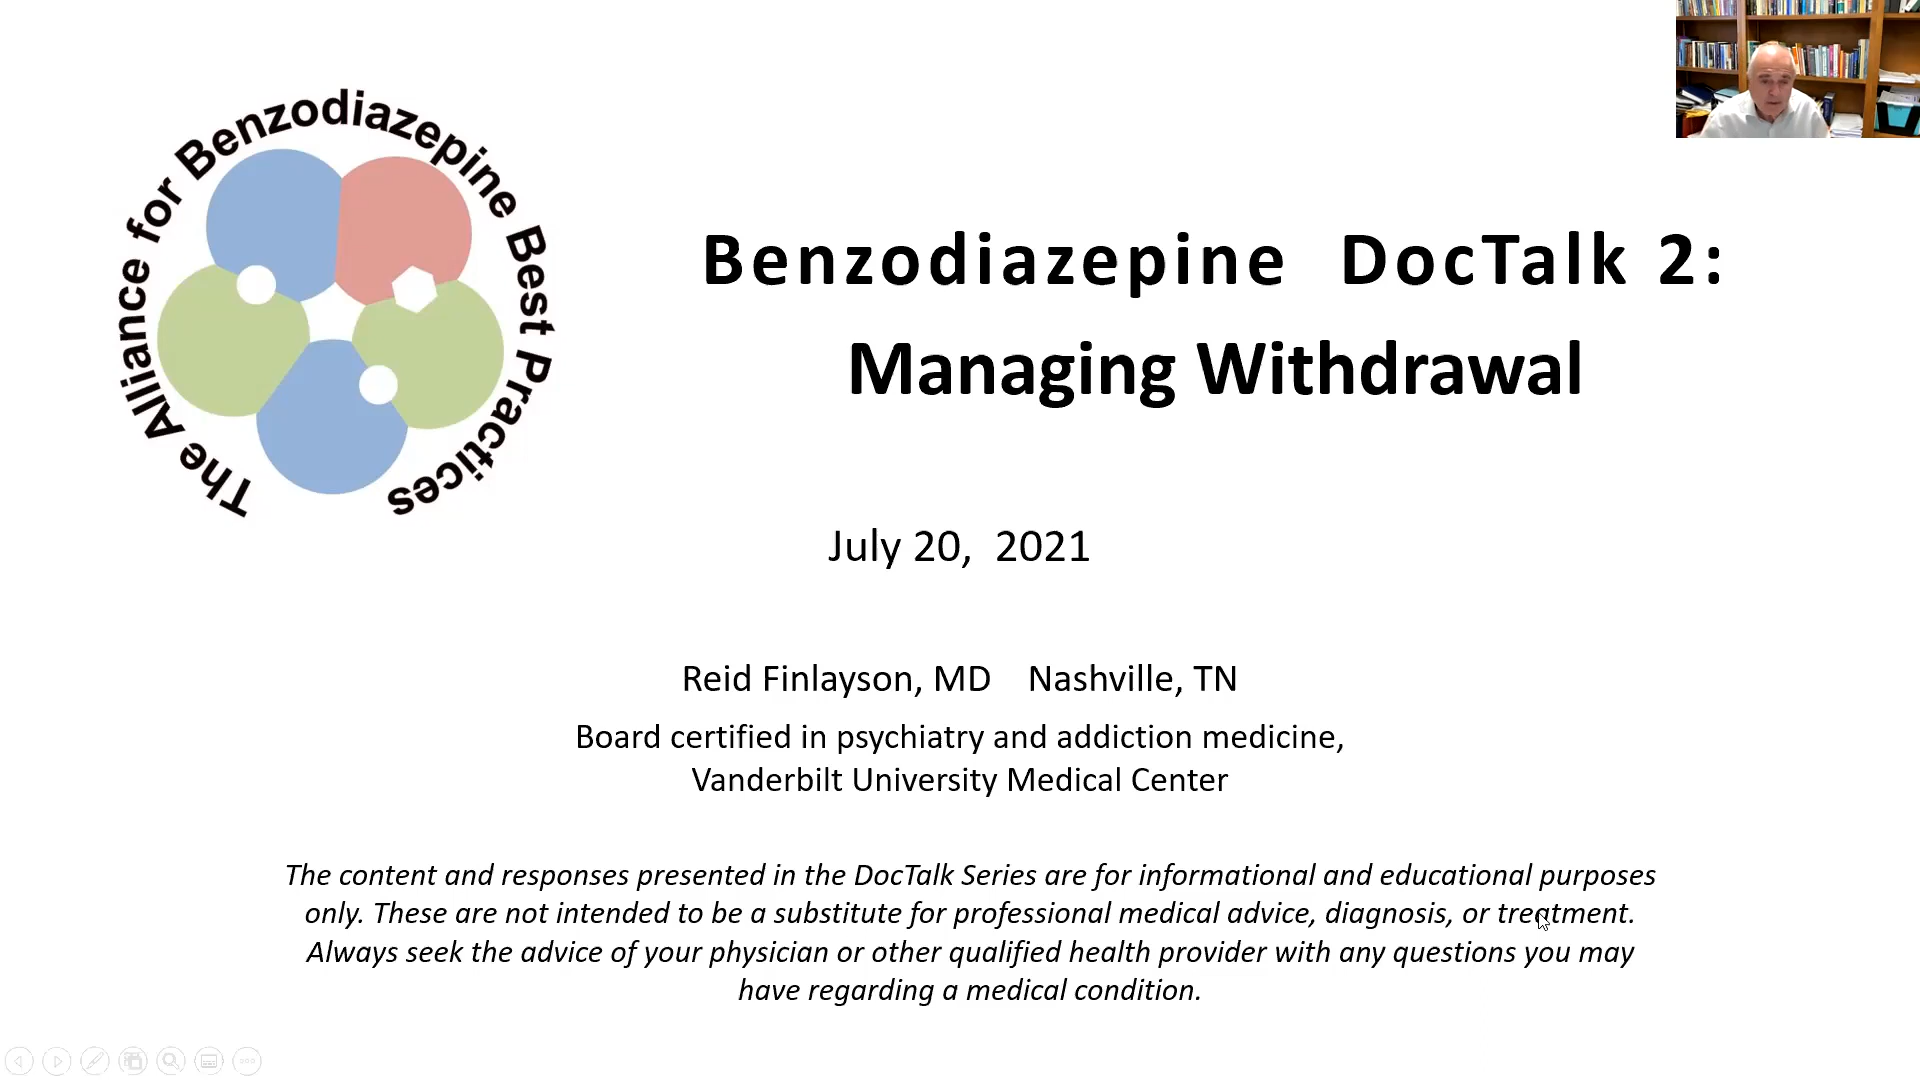 The Alliance for Benzodiazepine Best Practices
Benzodiazepine DocTalk 2:
Managing Withdrawal
July 20, 2021
Reid Finlayson, MD Nashville, TN
Board certified in psychiatry and addiction medicine,
Vanderbilt University Medical Center
The content and responses presented in the DocTalk Series are for informational and educational purposes
only. These are not intended to be a substitute for professional medical advice, diagnosis, or treatment.
Always seek the advice of your physician or other qualified health provider with any questions you may
have regarding a medical condition.